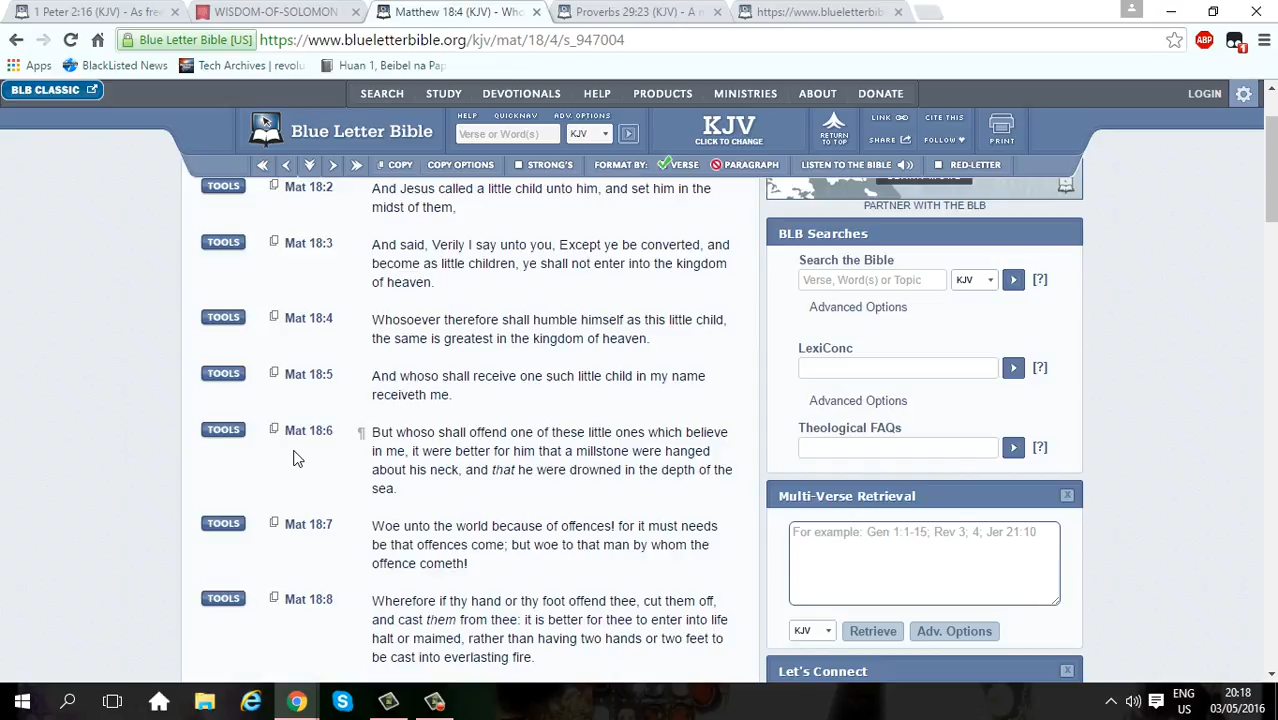 1 Peter 2:16 (KJV) - As free
WISDOM-OF-SOLOMON
Matthew 18:4 (KJV) - Who
Proverbs 29:23 (KJV) - A m
https://www.blueletterbib
Blue Letter Bible [US]
https://www.blueletterbible.org/kjv/mat/18/4/s_947004
ABP
Apps
BlackListed News
Tech Archives | revolu
Huan 1, Beibel na Pap
BLB CLASSIC
SEARCH STUDY DEVOTIONALS HELP PRODUCTS MINISTRIES ABOUT DONATE
LOGIN
Blue Letter Bible
HELP QUICKNAV ADV. OPTIONS
Verse or Word(s)
KJV
KJV
CLICK TO CHANGE
RETURN
TO TOP
LINK
CITE THIS
SHARE
FOLLOW
PRINT
COPY COPY OPTIONS STRONG'S FORMAT BY: VERSE PARAGRAPH LISTEN TO THE BIBLE RED-LETTER
TOOLS Mat 18:2 And Jesus called a little child unto him, and set him in the
midst of them,
TOOLS Mat 18:3 And said, Verily I say unto you, Except ye be converted, and
become as little children, ye shall not enter into the kingdom
of heaven.
TOOLS Mat 18:4 Whosoever therefore shall humble himself as this little child,
the same is greatest in the kingdom of heaven.
TOOLS Mat 18:5 And whoso shall receive one such little child in my name
receiveth me.
TOOLS Mat 18:6 ¶ But whoso shall offend one of these little ones which believe
in me, it were better for him that a millstone were hanged
about his neck, and that he were drowned in the depth of the
sea.
TOOLS Mat 18:7 Woe unto the world because of offences! for it must needs
be that offences come; but woe to that man by whom the
offence cometh!
TOOLS Mat 18:8 Wherefore if thy hand or thy foot offend thee, cut them off,
and cast them from thee: it is better for thee to enter into life
halt or maimed, rather than having two hands or two feet to
be cast into everlasting fire.
PARTNER WITH THE BLB
BLB Searches
Search the Bible
Verse, Word(s) or Topic KJV [?]
Advanced Options
LexiConc
[?]
Advanced Options
Theological FAQs
[?]
Multi-Verse Retrieval X
For example: Gen 1:1-15; Rev 3; 4; Jer 21:10
KJV Retrieve Adv. Options
Let's Connect X
ENG
US
20:18
03/05/2016